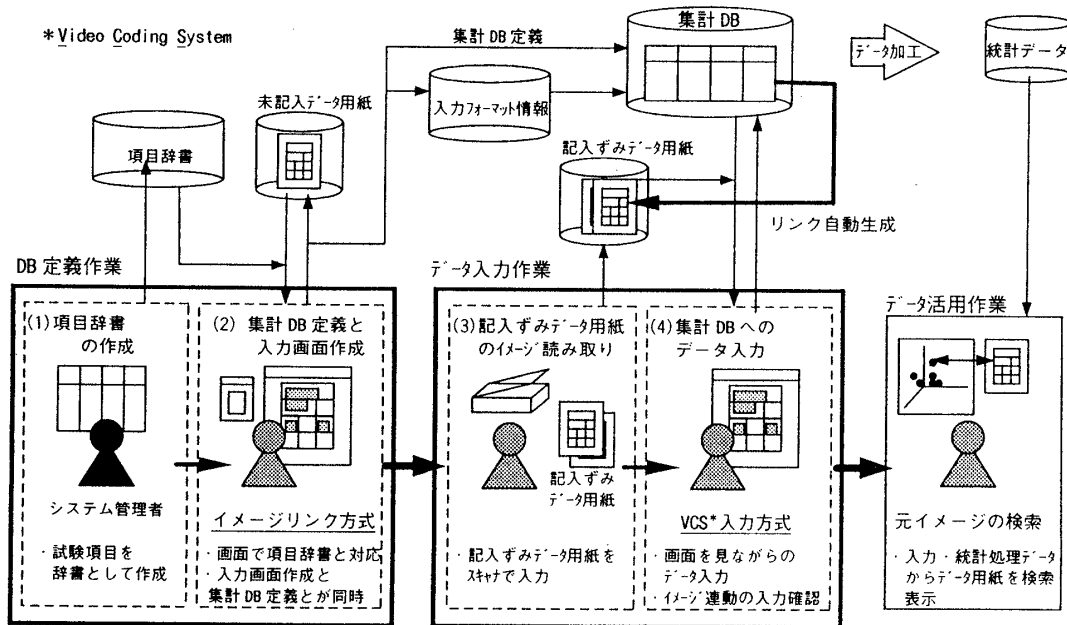 *Video Coding System
集計DB
集計DB定義
データ加工
統計データ
未記入データ用紙
入力フォーマット情報
項目辞書
記入ずみデータ用紙
リンク自動生成
DB定義作業
データ入力作業
データ活用作業
(1)項目辞書
の作成
システム管理者
・試験項目を
辞書として作成
(2) 集計DB定義と
入力画面作成
イメージリンク方式
・画面で項目辞書と対応
・入力画面作成と
集計DB定義とが同時
(3)記入ずみデータ用紙
のイメージ読み取り
記入ずみ
データ用紙
・記入ずみデータ用紙を
スキャナで入力
(4)集計DBへの
データ入力
VCS*入力方式
・画面を見ながらの
データ入力
・イメージ連動の入力確認
元イメージの検索
・入力・統計処理データ
からデータ用紙を検索
表示